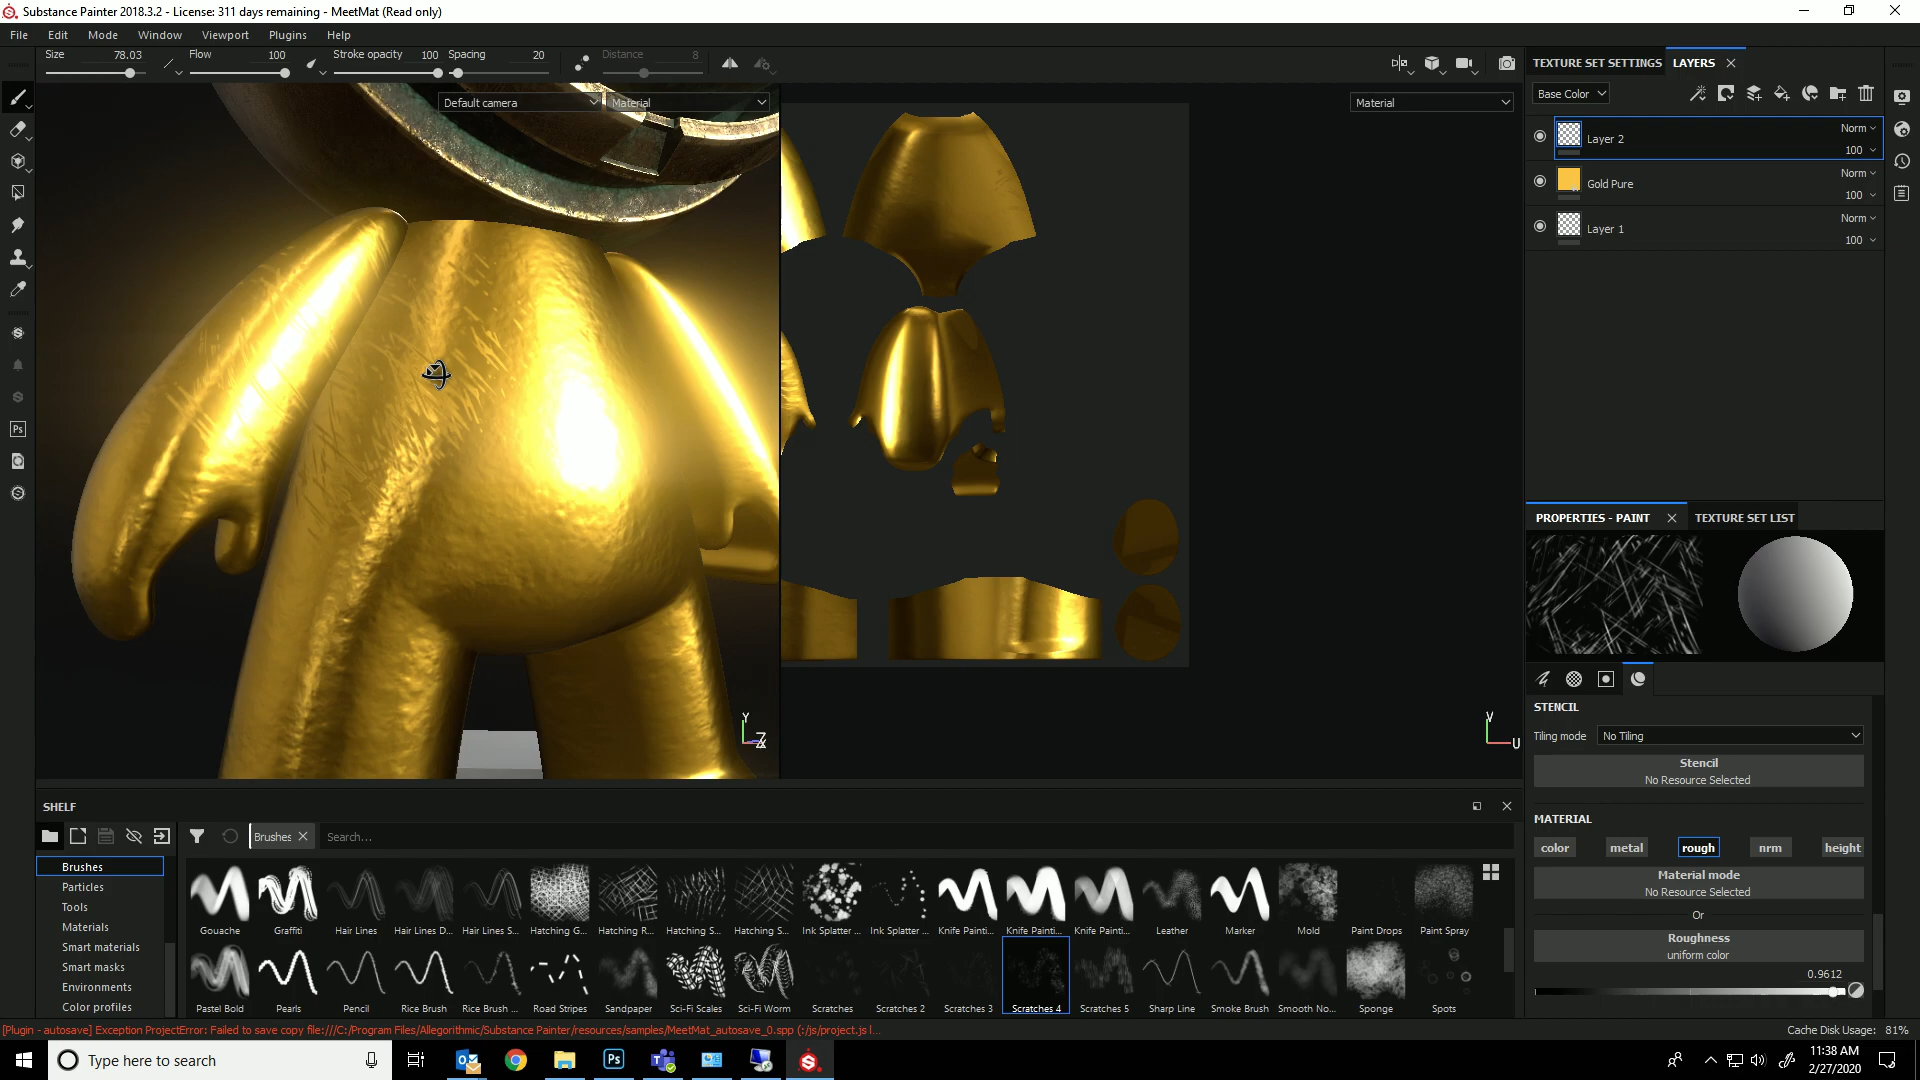 Substance Painter 2018.3.2 - License: 311 days remaining - MeetMat (Read only)
File Edit Mode Window Viewport Plugins Help
Size 78.03 Flow 100 Stroke opacity 100 Spacing 20 Distance 8
TEXTURE SET SETTINGS LAYERS
Default camera Material Material
Base Color
Layer 2 Norm 100
Gold Pure Norm 100
Layer 1 Norm 100
PROPERTIES - PAINT TEXTURE SET LIST
Ps
Y
Z
V
U
STENCIL
Tiling mode No Tiling
Stencil
No Resource Selected
MATERIAL
color metal rough nrm height
Material mode
No Resource Selected
Or
Roughness
uniform color
0.9612
SHELF
Brushes Search...
Brushes
Particles
Tools
Materials
Smart materials
Smart masks
Environments
Color profiles
Gouache Graffiti Hair Lines Hair Lines D... Hair Lines S... Hatching G... Hatching R... Hatching S... Hatching S... Ink Splatter ... Ink Splatter ... Knife Painti... Knife Painti... Knife Painti... Leather Marker Mold Paint Drops Paint Spray
Pastel Bold Pearls Pencil Rice Brush Rice Brush ... Road Stripes Sandpaper Sci-Fi Scales Sci-Fi Worm Scratches Scratches 2 Scratches 3 Scratches 4 Scratches 5 Sharp Line Smoke Brush Smooth No... Sponge Spots
[Plugin - autosave] Exception ProjectError: Failed to save copy file:///C:/Program Files/Allegorithmic/Substance Painter/resources/samples/MeetMat_autosave_0.spp (:/js/project.js l...
Cache Disk Usage: 81%
Type here to search
Ps
11:38 AM
2/27/2020